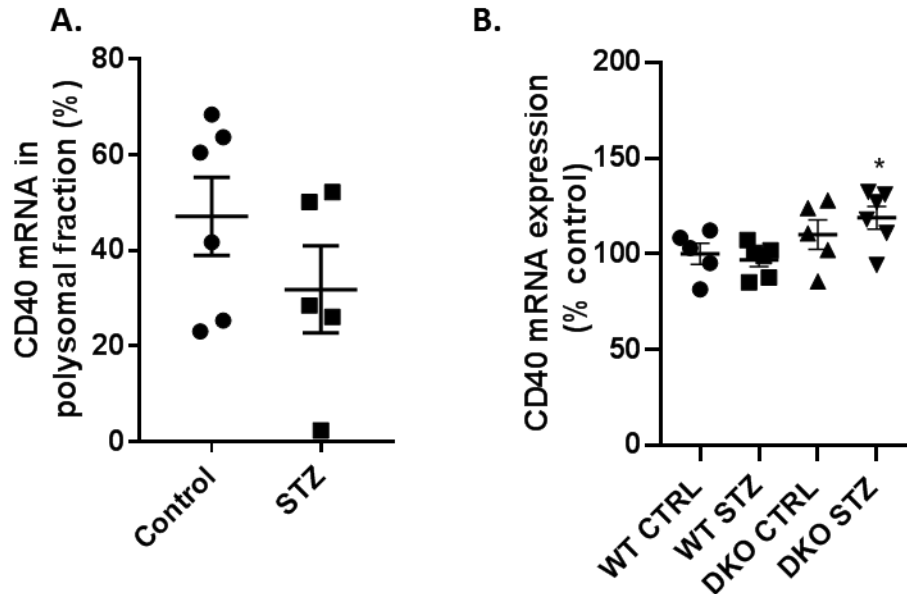 A.
CD40 mRNA in
polysomal fraction (%)
80
60
40
20
0
Control
STZ
B.
CD40 mRNA expression
(% control)
200
150
100
50
0
*
WT CTRL
WT STZ
DKO CTRL
DKO STZ